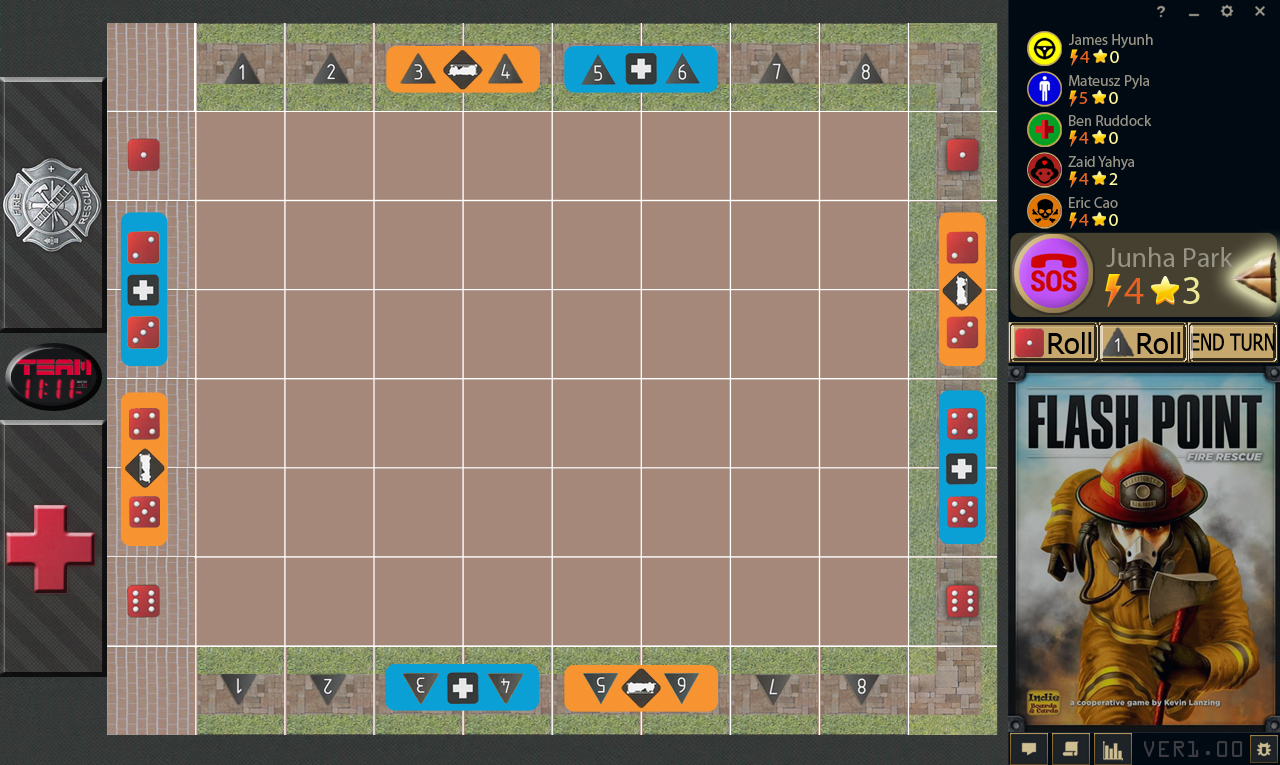 ?
James Hyunh
4 0
Mateusz Pyla
5 0
Ben Ruddock
4 0
Zaid Yahya
4 2
Eric Cao
4 0
SOS
Junha Park
4 3
Roll
1 Roll
END TURN
1 2 3 4 5 6 7 8
1 2 3 4 5 6 7 8
FIRE
RESCUE
TEAM
11:11
FLASH POINT
FIRE RESCUE
Indie
Boards
& Cards
a cooperative game by Kevin Lanzing
VER1.00